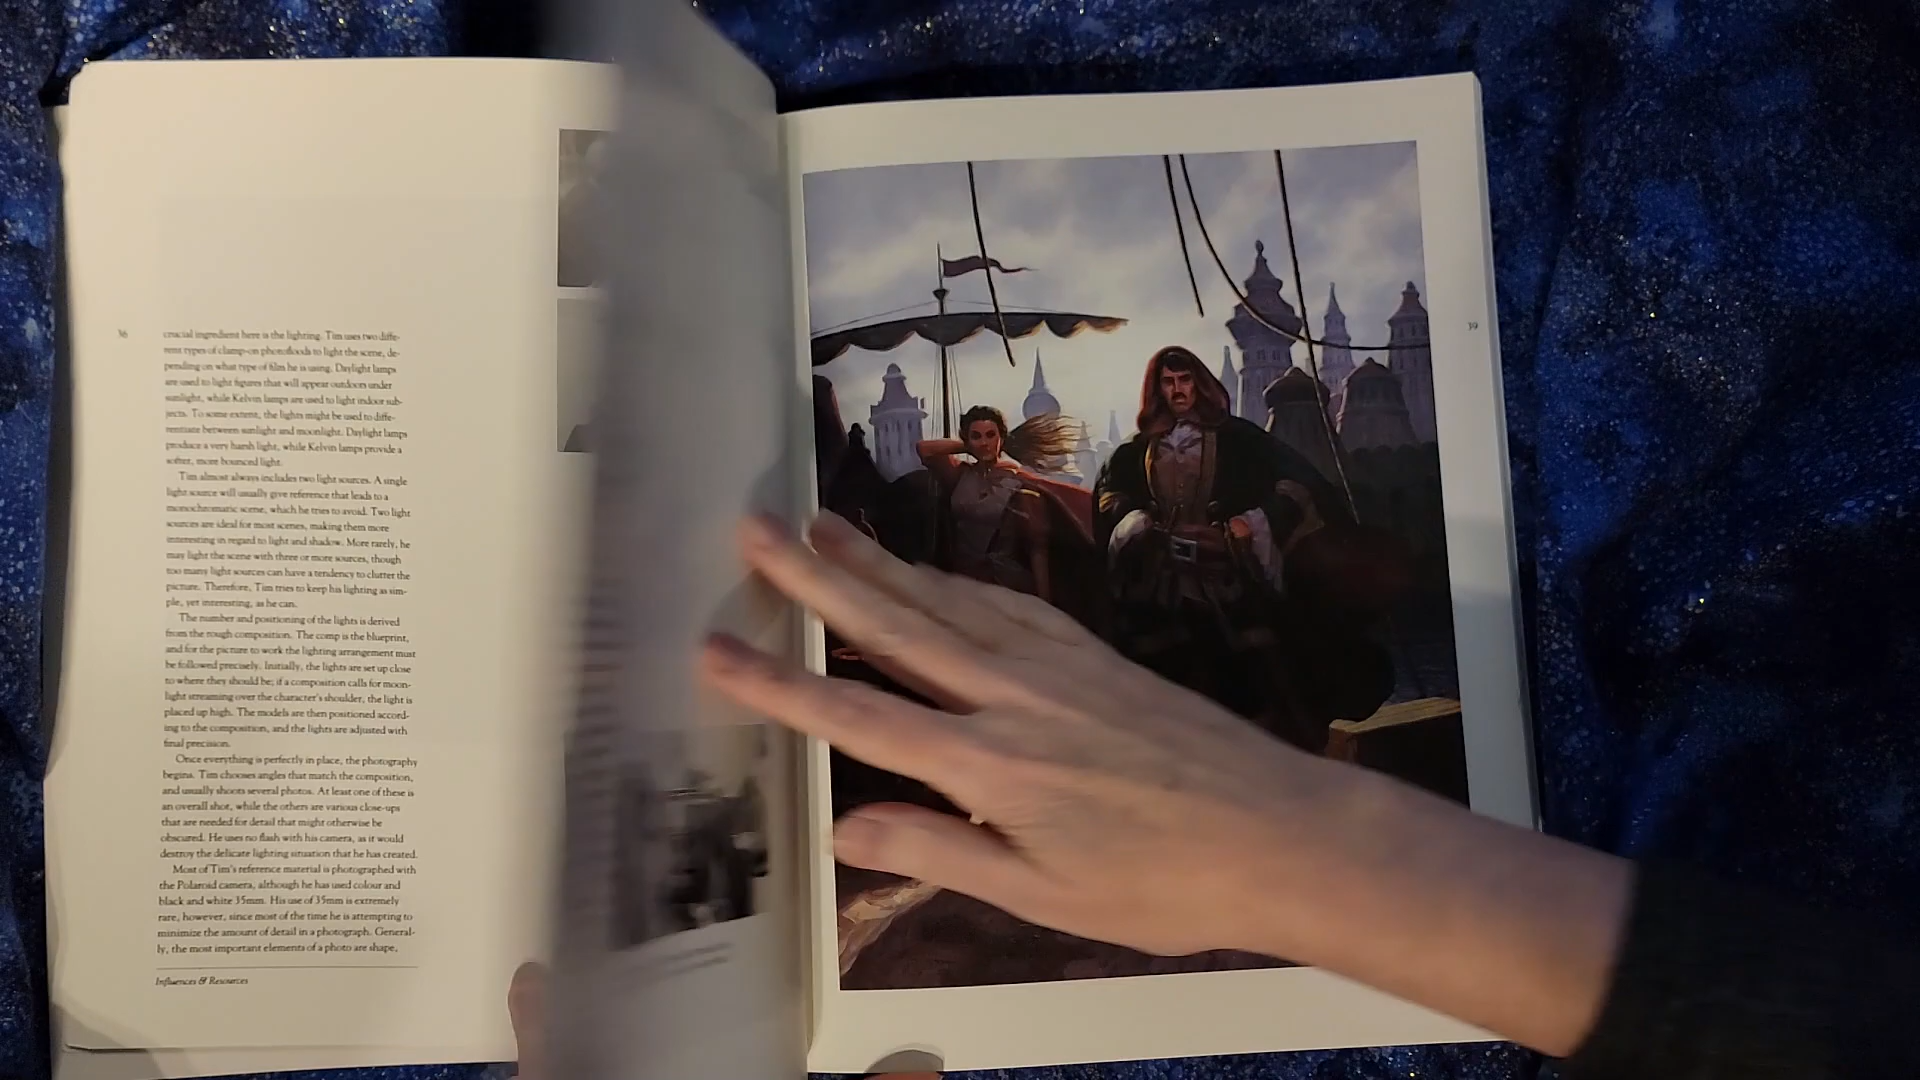 36
crucial ingredient here is the lighting. Tim uses two diffe-
rent types of clamp-on photofloods to light the scene, de-
pending on what type of film he is using. Daylight lamps
are used to light figures that will appear outdoors under
sunlight, while Kelvin lamps are used to light indoor sub-
jects. To some extent, the lights might be used to diffe-
rentiate between sunlight and moonlight. Daylight lamps
produce a very harsh light, while Kelvin lamps provide a
softer, more bounced light.
Tim almost always includes two light sources. A single
light source will usually give reference that leads to a
monochromatic scene, which he tries to avoid. Two light
sources are ideal for most scenes, making them more
interesting in regard to light and shadow. More rarely, he
may light the scene with three or more sources, though
too many light sources can have a tendency to clutter the
picture. Therefore, Tim tries to keep his lighting as sim-
ple, yet interesting, as he can.
The number and positioning of the lights is derived
from the rough composition. The comp is the blueprint,
and for the picture to work the lighting arrangement must
be followed precisely. Initially, the lights are set up close
to where they should be; if a composition calls for moon-
light streaming over the character's shoulder, the light is
placed up high. The models are then positioned accord-
ing to the composition, and the lights are adjusted with
final precision.
Once everything is perfectly in place, the photography
begins. Tim chooses angles that match the composition,
and usually shoots several photos. At least one of these is
an overall shot, while the others are various close-ups
that are needed for detail that might otherwise be
obscured. He uses no flash with his camera, as it would
destroy the delicate lighting situation that he has created.
Most of Tim's reference material is photographed with
the Polaroid camera, although he has used colour and
black and white 35mm. His use of 35mm is extremely
rare, however, since most of the time he is attempting to
minimize the amount of detail in a photograph. General-
ly, the most important elements of a photo are shape,
Influences & Resources
39